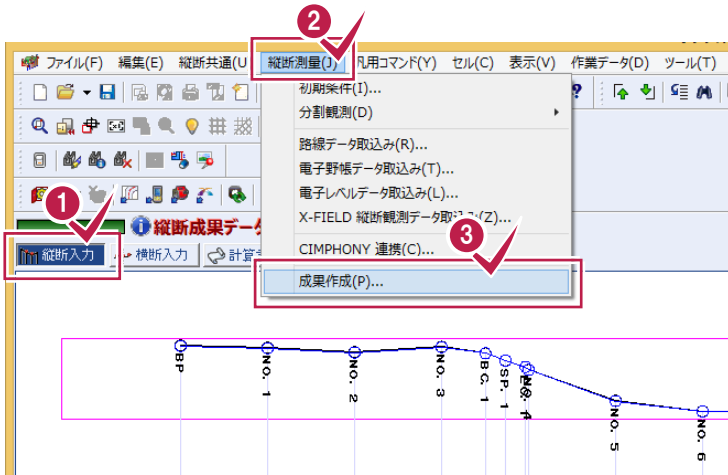 2
ファイル(F) 編集(E) 縦断共通(U 縦断測量(J) 汎用コマンド(Y) セル(C) 表示(V) 作業データ(D) ツール(T)
初期条件(I)...
分割観測(D)
路線データ取込み(R)...
電子野帳データ取込み(T)...
電子レベルデータ取込み(L)...
X-FIELD 縦断観測データ取込み(Z)...
CIMPHONY 連携(C)...
成果作成(P)...
1
縦断成果データ
縦断入力 横断入力 計算
3
BP
NO. 1
NO. 2
NO. 3
BC. 1
SP. 1
NO. 4
NO. 5
NO. 6